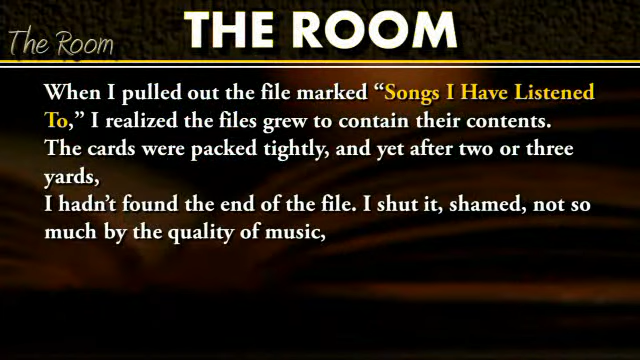 The Room
THE ROOM
When I pulled out the file marked “Songs I Have Listened
To,” I realized the files grew to contain their contents.
The cards were packed tightly, and yet after two or three
yards,
I hadn’t found the end of the file. I shut it, shamed, not so
much by the quality of music,